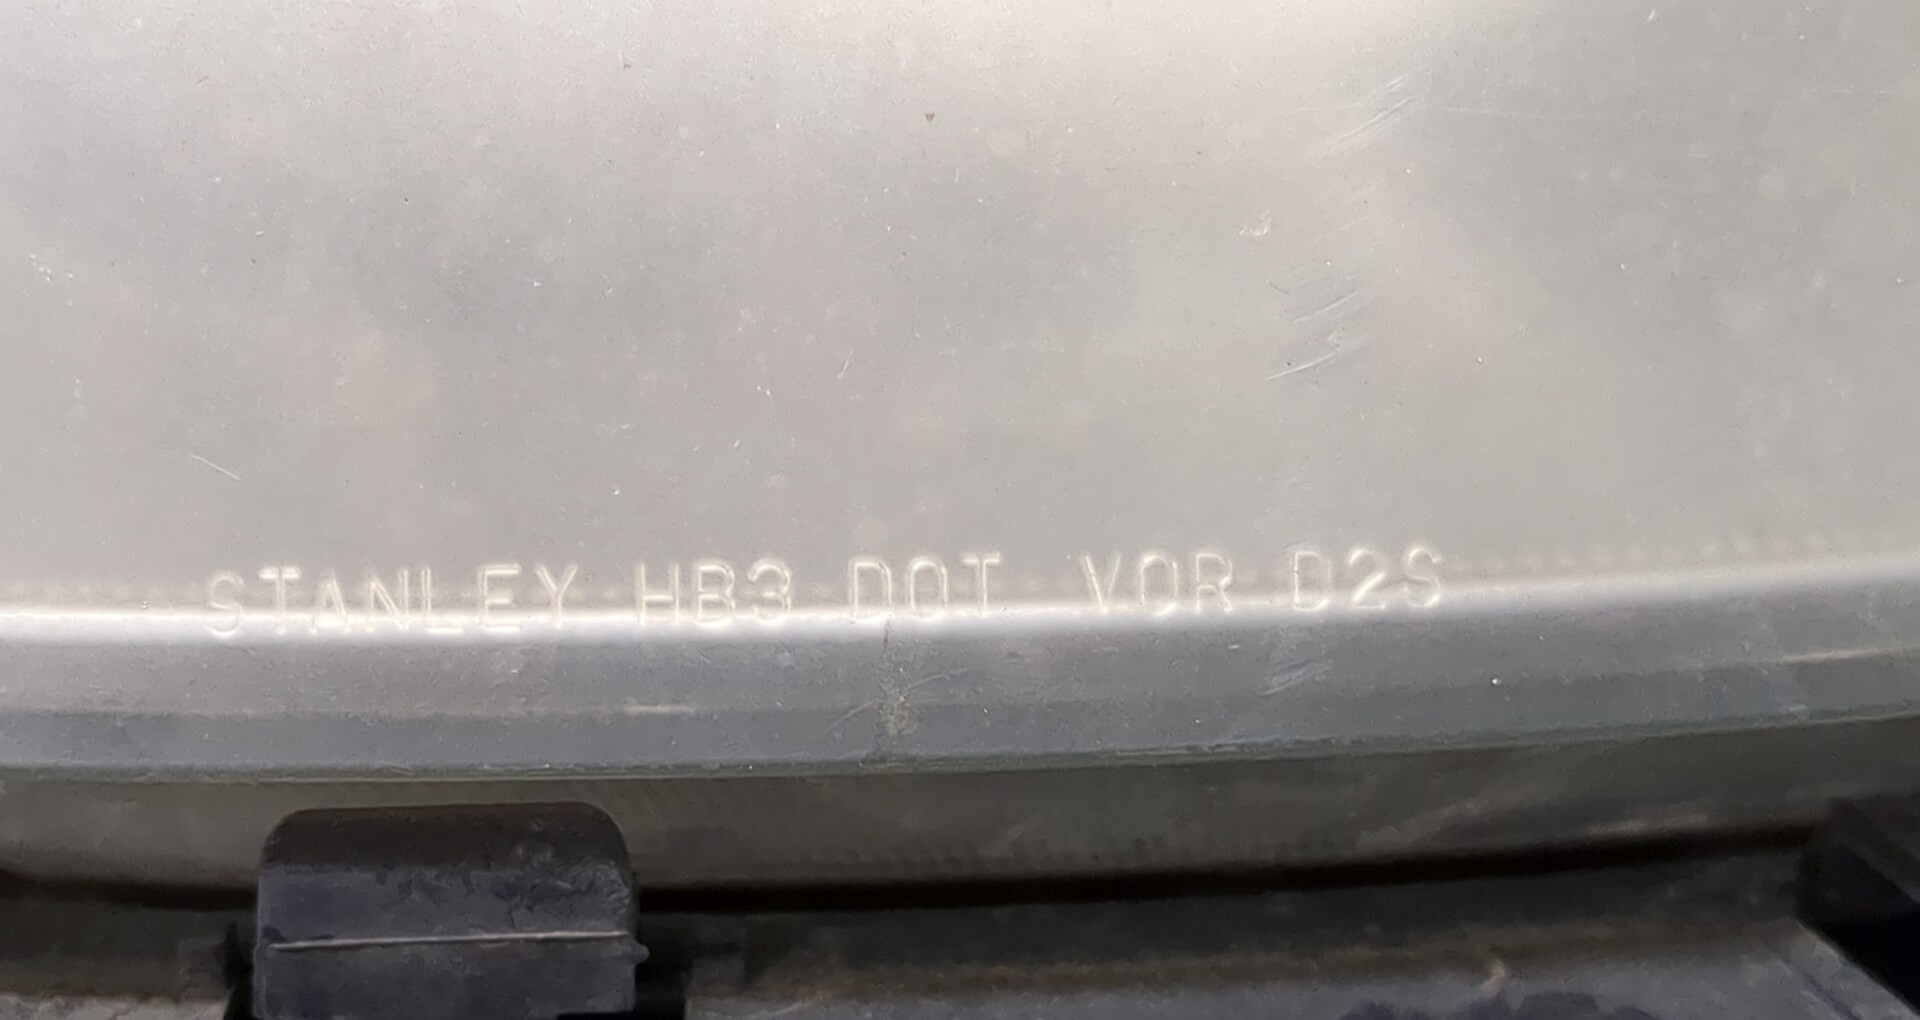 STANLEY HB3 DOT VOR D2S